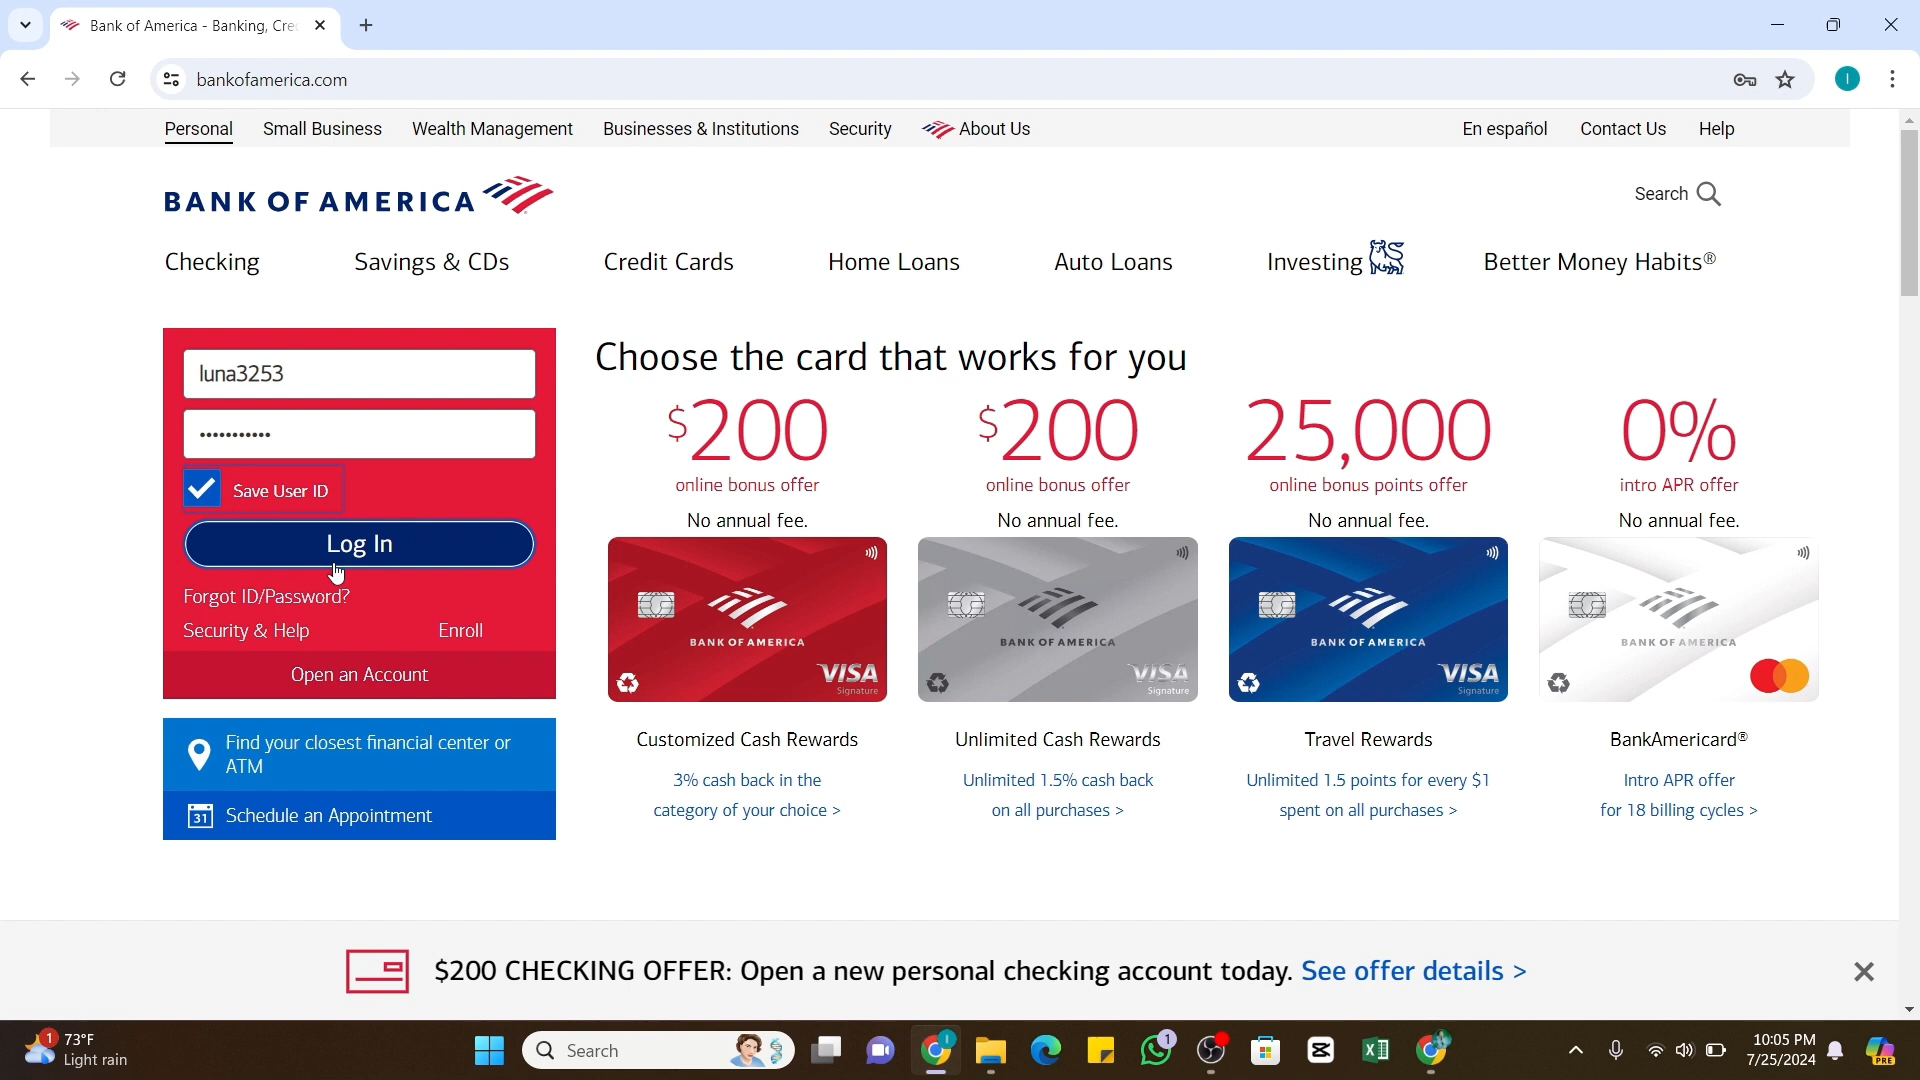 Bank of America - Banking, Cre
bankofamerica.com
I
Personal
Small Business
Wealth Management
Businesses & Institutions
Security
About Us
En español
Contact Us
Help
BANK OF AMERICA
Search
Checking
Savings & CDs
Credit Cards
Home Loans
Auto Loans
Investing
Better Money Habits®
luna3253
•••••••••••
Save User ID
Log In
Forgot ID/Password?
Security & Help
Enroll
Open an Account
Find your closest financial center or
ATM
31
Schedule an Appointment
Choose the card that works for you
$200
online bonus offer
No annual fee.
BANK OF AMERICA
VISA
Signature
Customized Cash Rewards
3% cash back in the
category of your choice >
$200
online bonus offer
No annual fee.
BANK OF AMERICA
VISA
Signature
Unlimited Cash Rewards
Unlimited 1.5% cash back
on all purchases >
25,000
online bonus points offer
No annual fee.
BANK OF AMERICA
VISA
Signature
Travel Rewards
Unlimited 1.5 points for every $1
spent on all purchases >
0%
intro APR offer
No annual fee.
BANK OF AMERICA
BankAmericard®
Intro APR offer
for 18 billing cycles >
$200 CHECKING OFFER: Open a new personal checking account today. See offer details >
1
73°F
Light rain
Search
I
1
10:05 PM
7/25/2024
PRE